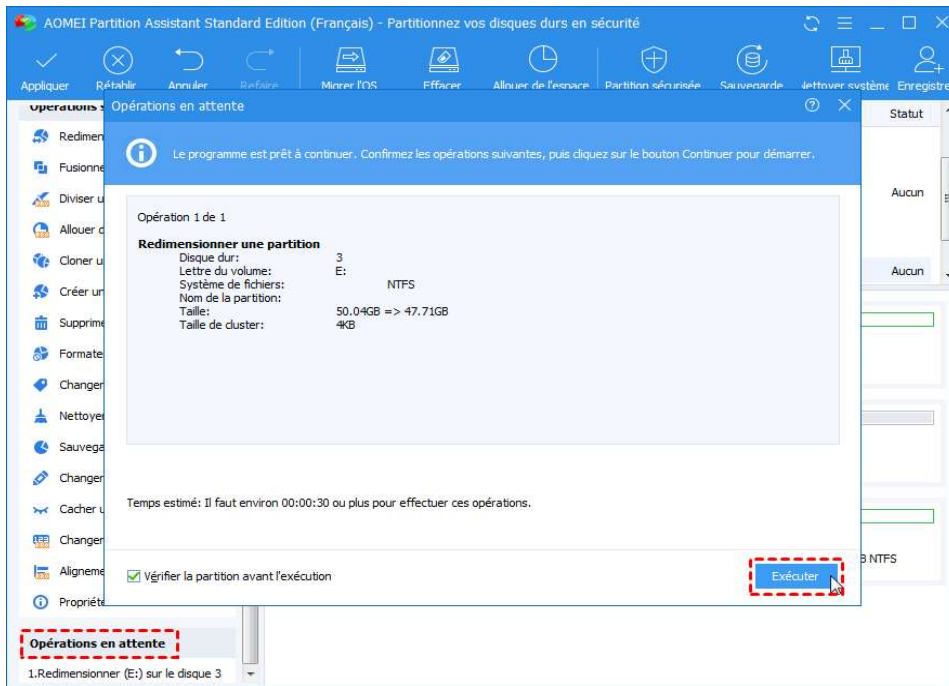 AOMEI Partition Assistant Standard Edition (Français) - Partitionnez vos disques durs en sécurité
Appliquer Rétablir Annuler Refaire Migrer l'OS Effacer Allouer de l'espace Partition sécurisée Sauvegarde Nettoyer système Enregistre
Opérations en attente
Opérations s
Statut
Redimen
Fusionne
Diviser u
Allouer d
Cloner u
Créer un
Supprime
Formate
Changer
Nettoyer
Sauvega
Changer
Cacher u
Changer
Aligneme
Propriéte
Le programme est prêt à continuer. Confirmez les opérations suivantes, puis cliquez sur le bouton Continuer pour démarrer.
Opération 1 de 1
Redimensionner une partition
Disque dur: 3
Lettre du volume: E:
Système de fichiers: NTFS
Nom de la partition:
Taille: 50.04GB => 47.71GB
Taille de cluster: 4KB
Temps estimé: Il faut environ 00:00:30 ou plus pour effectuer ces opérations.
Vérifier la partition avant l'exécution
Exécuter
Aucun
Aucun
B NTFS
Opérations en attente
1.Redimensionner (E:) sur le disque 3